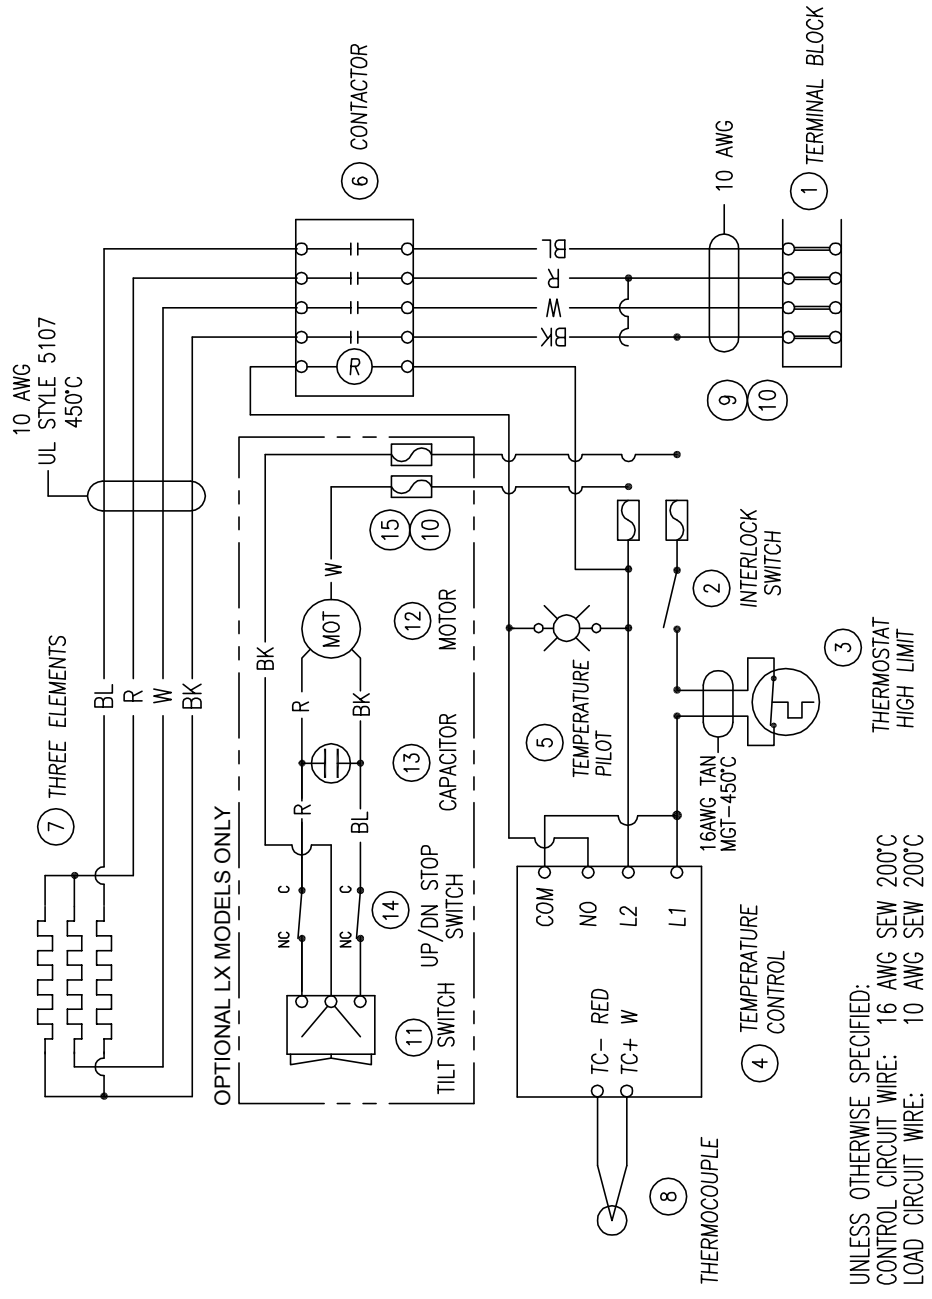 7 THREE ELEMENTS
10 AWG
UL STYLE 5107
450°C
6 CONTACTOR
BL
R
W
BK
R
BL
R
W
BK
10 AWG
9
10
1 TERMINAL BLOCK
OPTIONAL LX MODELS ONLY
BK
NC
C
R
R
MOT
W
NC
C
BL
BK
15
10
11
TILT SWITCH
14
UP/DN STOP
SWITCH
13
CAPACITOR
12
MOTOR
8
THERMOCOUPLE
TC- RED
TC+ W
COM
NO
L2
L1
4
TEMPERATURE
CONTROL
5
TEMPERATURE
PILOT
16AWG TAN
MGT-450°C
2
INTERLOCK
SWITCH
3
THERMOSTAT
HIGH LIMIT
UNLESS OTHERWISE SPECIFIED:
CONTROL CIRCUIT WIRE: 16 AWG SEW 200°C
LOAD CIRCUIT WIRE: 10 AWG SEW 200°C